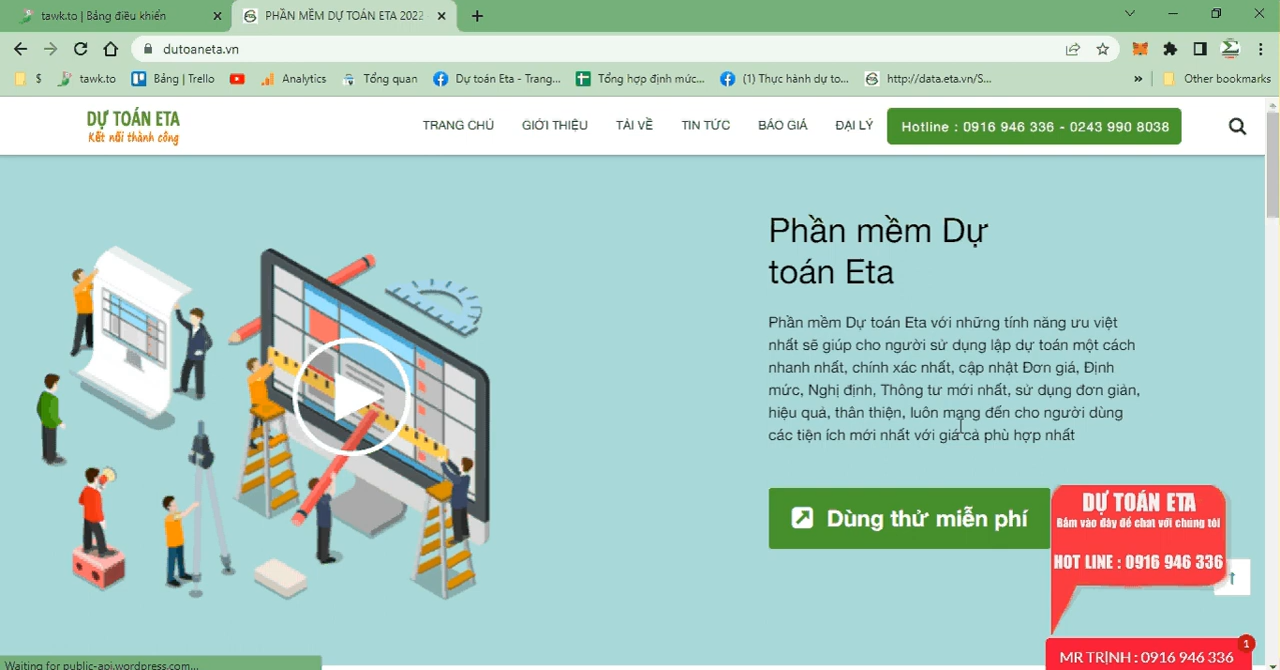 tawk.to | Bảng điều khiển
PHẦN MỀM DỰ TOÁN ETA 2022
dutoaneta.vn
$ tawk.to Bảng | Trello Analytics Tổng quan Dự toán Eta - Trang... Tổng hợp định mức... (1) Thực hành dự to... http://data.eta.vn/S... » Other bookmarks
DỰ TOÁN ETA
Kết nối thành công
TRANG CHỦ GIỚI THIỆU TẢI VỀ TIN TỨC BÁO GIÁ ĐẠI LÝ Hotline : 0916 946 336 - 0243 990 8038
Phần mềm Dự
toán Eta
Phần mềm Dự toán Eta với những tính năng ưu việt
nhất sẽ giúp cho người sử dụng lập dự toán một cách
nhanh nhất, chính xác nhất, cập nhật Đơn giá, Định
mức, Nghị định, Thông tư mới nhất, sử dụng đơn giản,
hiệu quả, thân thiện, luôn mang đến cho người dùng
các tiện ích mới nhất với giá cả phù hợp nhất
Dùng thử miễn phí
DỰ TOÁN ETA
Bấm vào đây để chat với chúng tôi
HOT LINE : 0916 946 336
1
MR TRỊNH : 0916 946 336
Waiting for public-api.wordpress.com...